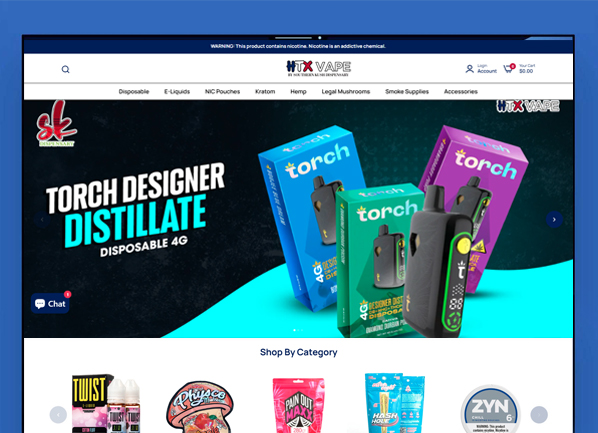 WARNING: This product contains nicotine. Nicotine is an addictive chemical.
HTX VAPE
BY SOUTHERN KUSH DISPENSARY
Login
Account
0
Your Cart
$0.00
Disposable
E-Liquids
NIC Pouches
Kratom
Hemp
Legal Mushrooms
Smoke Supplies
Accessories
sk
DISPENSARY
HTX VAPE
TORCH DESIGNER
DISTILLATE
DISPOSABLE 4G
torch
torch
torch
4G
4G
DESIGNER
DISPOSABLE
Chat
Shop By Category
TWIST
Physco
PAIN OUT
MAXX
HASH
HOLE
ZYN
6